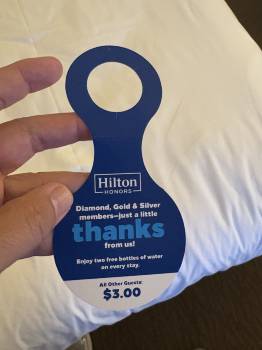 Hilton
HONORS
Diamond, Gold & Silver
members—just a little
thanks
from us!
Enjoy two free bottles of water
on every stay.
All Other Guests:
$3.00